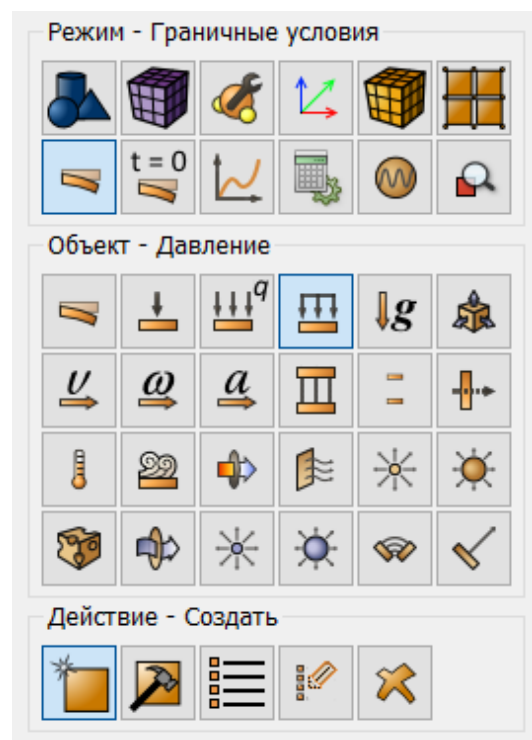 Режим - Граничные условия
t = 0
Объект - Давление
q
g
υ ω a
Действие - Создать